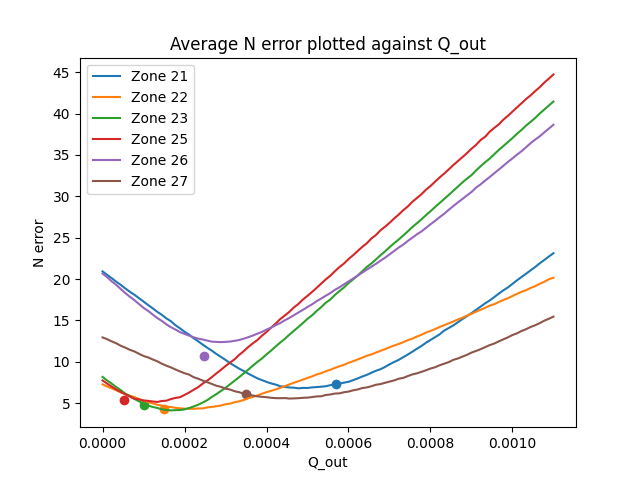 Average N error plotted against Q_out
N error
45
40
35
30
25
20
15
10
5
Zone 21
Zone 22
Zone 23
Zone 25
Zone 26
Zone 27
0.0000 0.0002 0.0004 0.0006 0.0008 0.0010
Q_out